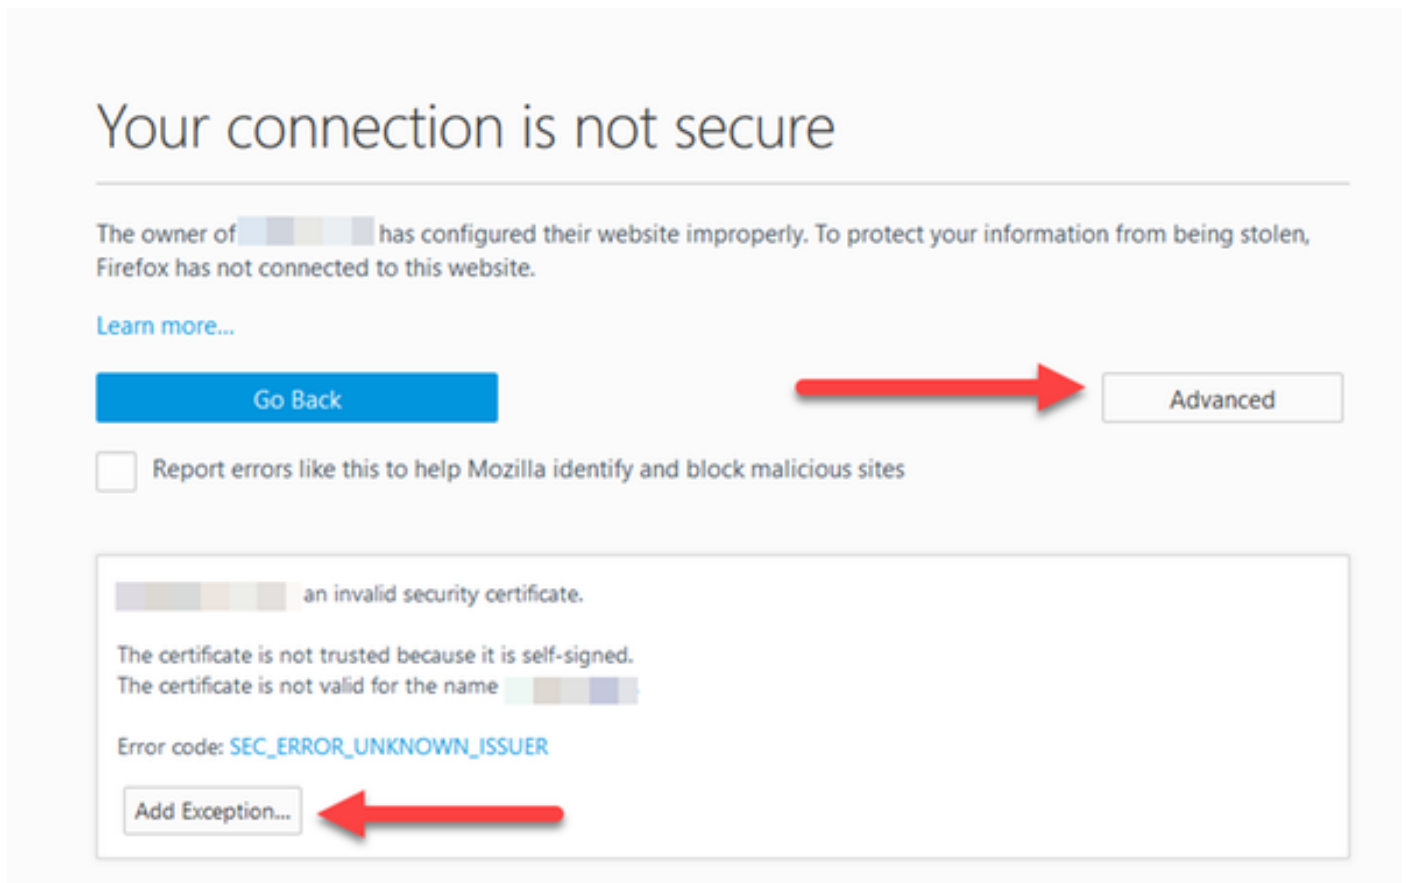 Your connection is not secure
The owner of has configured their website improperly. To protect your information from being stolen,
Firefox has not connected to this website.
Learn more...
Go Back
Advanced
Report errors like this to help Mozilla identify and block malicious sites
an invalid security certificate.
The certificate is not trusted because it is self-signed.
The certificate is not valid for the name
Error code: SEC_ERROR_UNKNOWN_ISSUER
Add Exception...